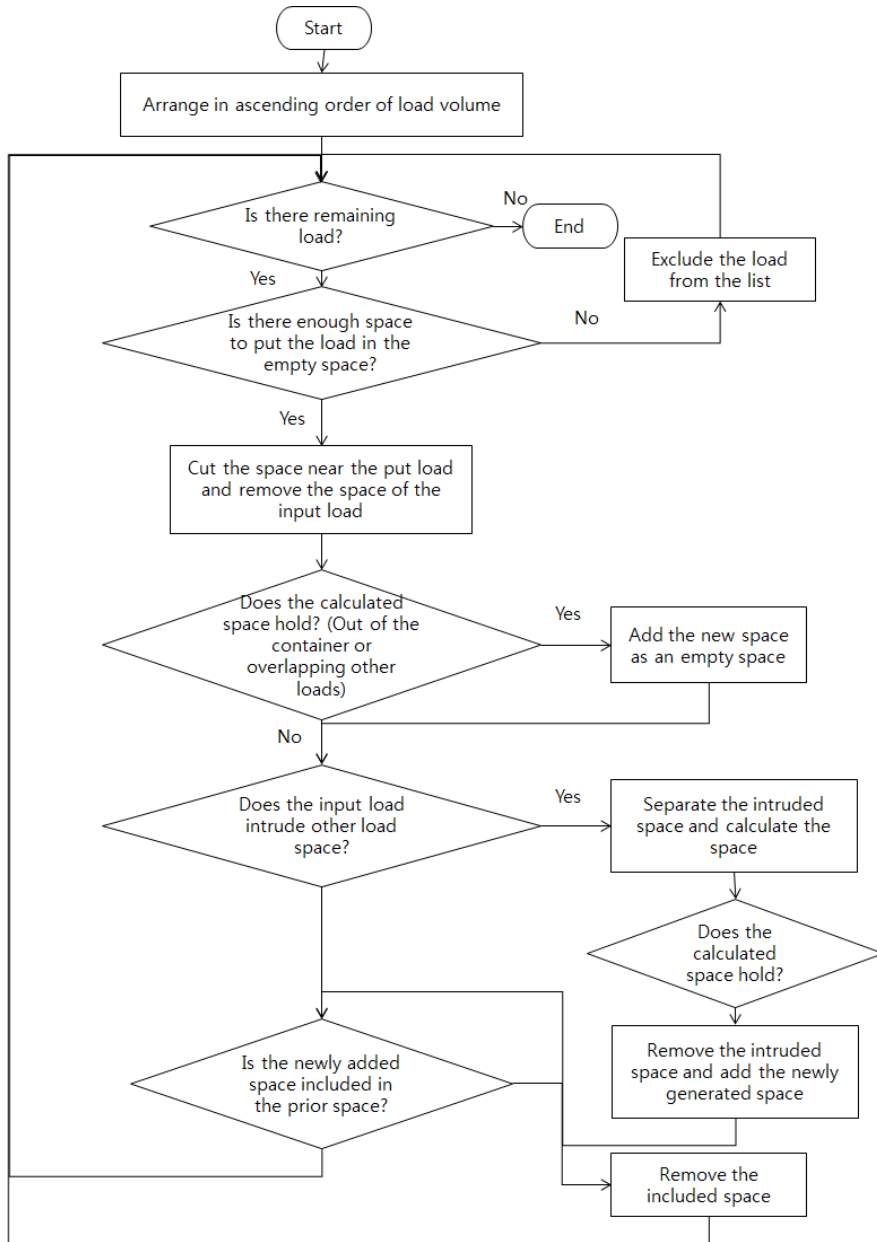 Start
Arrange in ascending order of load volume
Is there remaining
load?
No
End
Exclude the load
from the list
Yes
Is there enough space
to put the load in the
empty space?
No
Yes
Cut the space near the put load
and remove the space of the
input load
Does the calculated
space hold? (Out of the
container or
overlapping other
loads)
Yes
Add the new space
as an empty space
No
Does the input load
intrude other load
space?
Yes
Separate the intruded
space and calculate the
space
Does the
calculated
space hold?
Is the newly added
space included in
the prior space?
Remove the intruded
space and add the newly
generated space
Remove the
included space